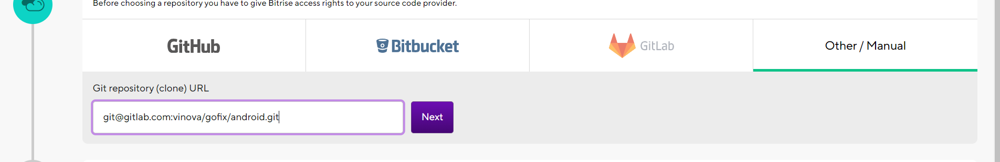 Before choosing a repository you have to give Bitrise access rights to your source code provider.
GitHub
Bitbucket
GitLab
Other / Manual
Git repository (clone) URL
git@gitlab.com:vinova/gofix/android.git
Next